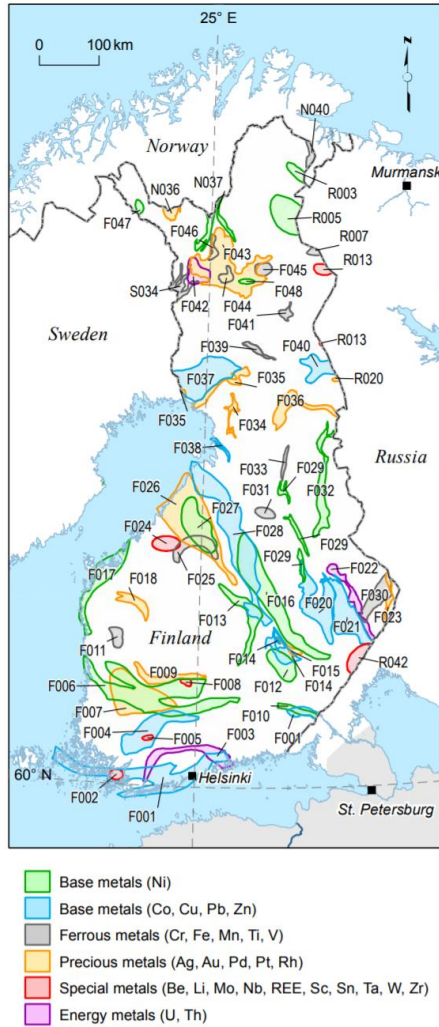 25° E
0 100 km
N
N040
Norway
Murmansk
N037
R003
N036
F047
R005
F046
F043
R007
F045
R013
S034
F042
F044
F048
F041
Sweden
F039
R013
F040
F037
F035
R020
F036
F035
F034
F038
Russia
F033
F029
F026
F031
F032
F027
F024
F028
F029
F029
F022
F017
F025
F030
F018
F016
F020
F013
F021
F023
Finland
F011
F014
F015
R042
F009
F008
F014
F006
F012
F007
F010
F004
F003
F001
F005
60° N
Helsinki
F002
F001
St. Petersburg
Base metals (Ni)
Base metals (Co, Cu, Pb, Zn)
Ferrous metals (Cr, Fe, Mn, Ti, V)
Precious metals (Ag, Au, Pd, Pt, Rh)
Special metals (Be, Li, Mo, Nb, REE, Sc, Sn, Ta, W, Zr)
Energy metals (U, Th)